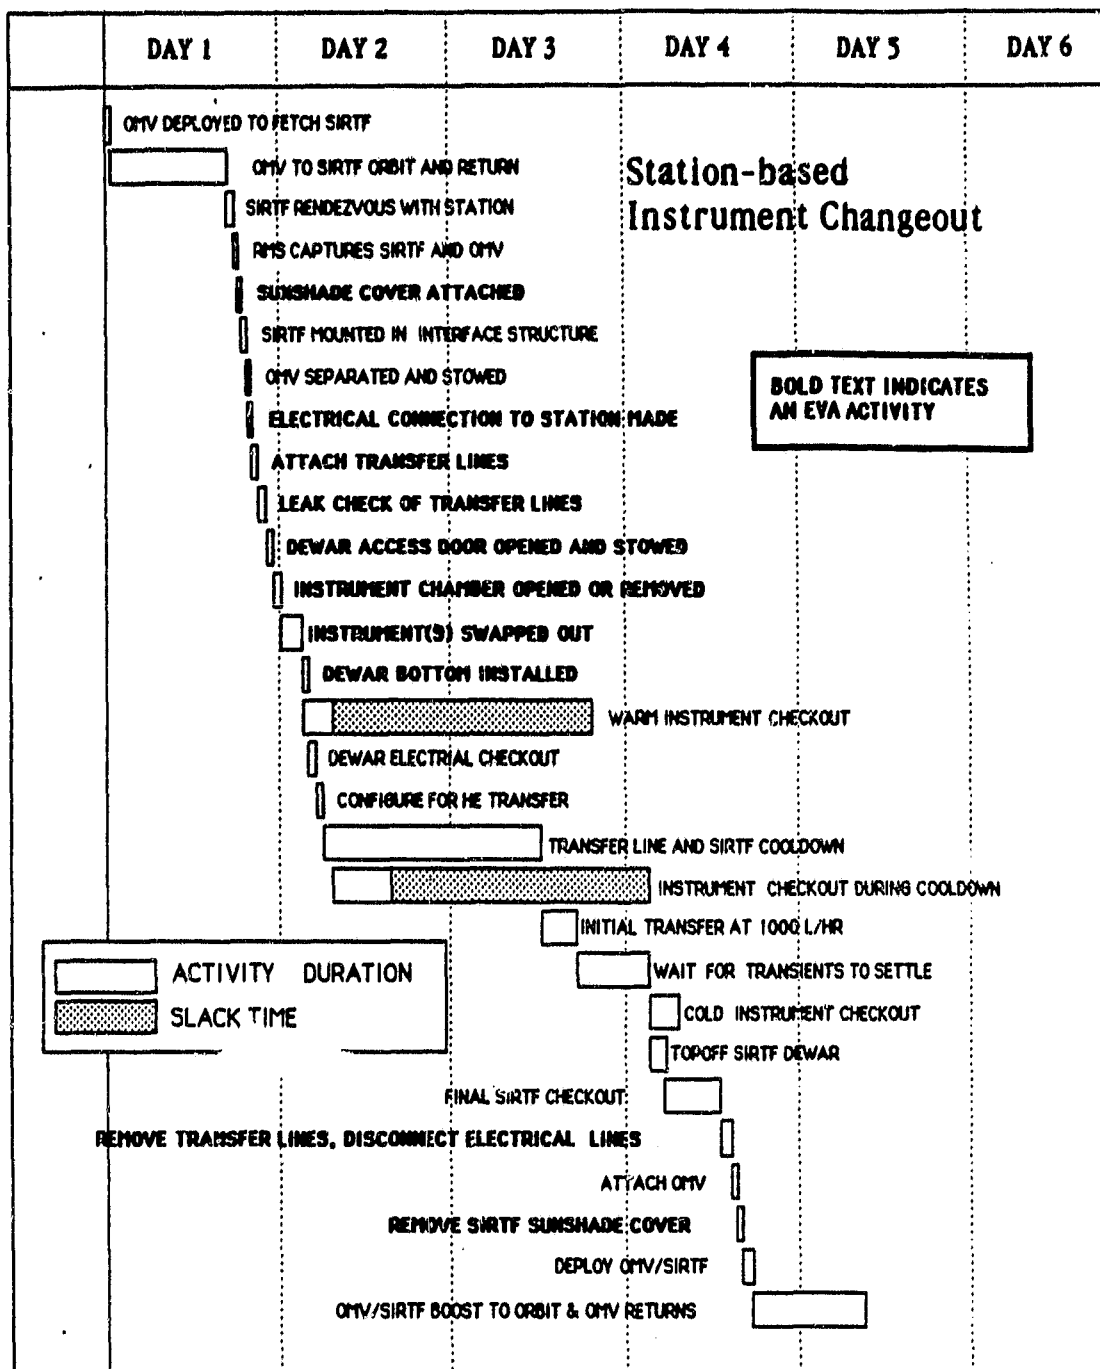 DAY 1 DAY 2 DAY 3 DAY 4 DAY 5 DAY 6
OMV DEPLOYED TO FETCH SIRTF
OMV TO SIRTF ORBIT AND RETURN
Station-based
Instrument Changeout
SIRTF RENDEZVOUS WITH STATION
RMS CAPTURES SIRTF AND OMV
SUNSHADE COVER ATTACHED
SIRTF MOUNTED IN INTERFACE STRUCTURE
OMV SEPARATED AND STOWED
BOLD TEXT INDICATES
AN EVA ACTIVITY
ELECTRICAL CONNECTION TO STATION MADE
ATTACH TRANSFER LINES
LEAK CHECK OF TRANSFER LINES
DEWAR ACCESS DOOR OPENED AND STOWED
INSTRUMENT CHAMBER OPENED OR REMOVED
INSTRUMENT(S) SWAPPED OUT
DEWAR BOTTOM INSTALLED
WARM INSTRUMENT CHECKOUT
DEWAR ELECTRIAL CHECKOUT
CONFIGURE FOR HE TRANSFER
TRANSFER LINE AND SIRTF COOLDOWN
INSTRUMENT CHECKOUT DURING COOLDOWN
INITIAL TRANSFER AT 1000 L/HR
ACTIVITY DURATION
SLACK TIME
WAIT FOR TRANSIENTS TO SETTLE
COLD INSTRUMENT CHECKOUT
TOPOFF SIRTF DEWAR
FINAL SIRTF CHECKOUT
REMOVE TRANSFER LINES, DISCONNECT ELECTRICAL LINES
ATTACH OMV
REMOVE SIRTF SUNSHADE COVER
DEPLOY OMV/SIRTF
OMV/SIRTF BOOST TO ORBIT & OMV RETURNS